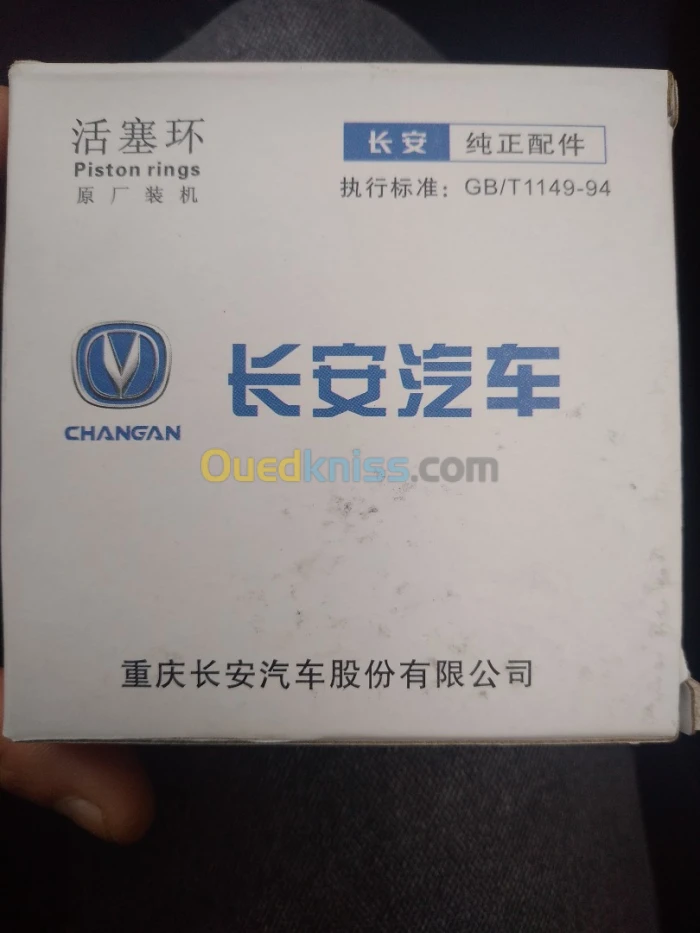 活塞环
Piston rings
原厂装机
长安 纯正配件
执行标准：GB/T1149-94
CHANGAN
长安汽车
Ouedkniss.com
重庆长安汽车股份有限公司